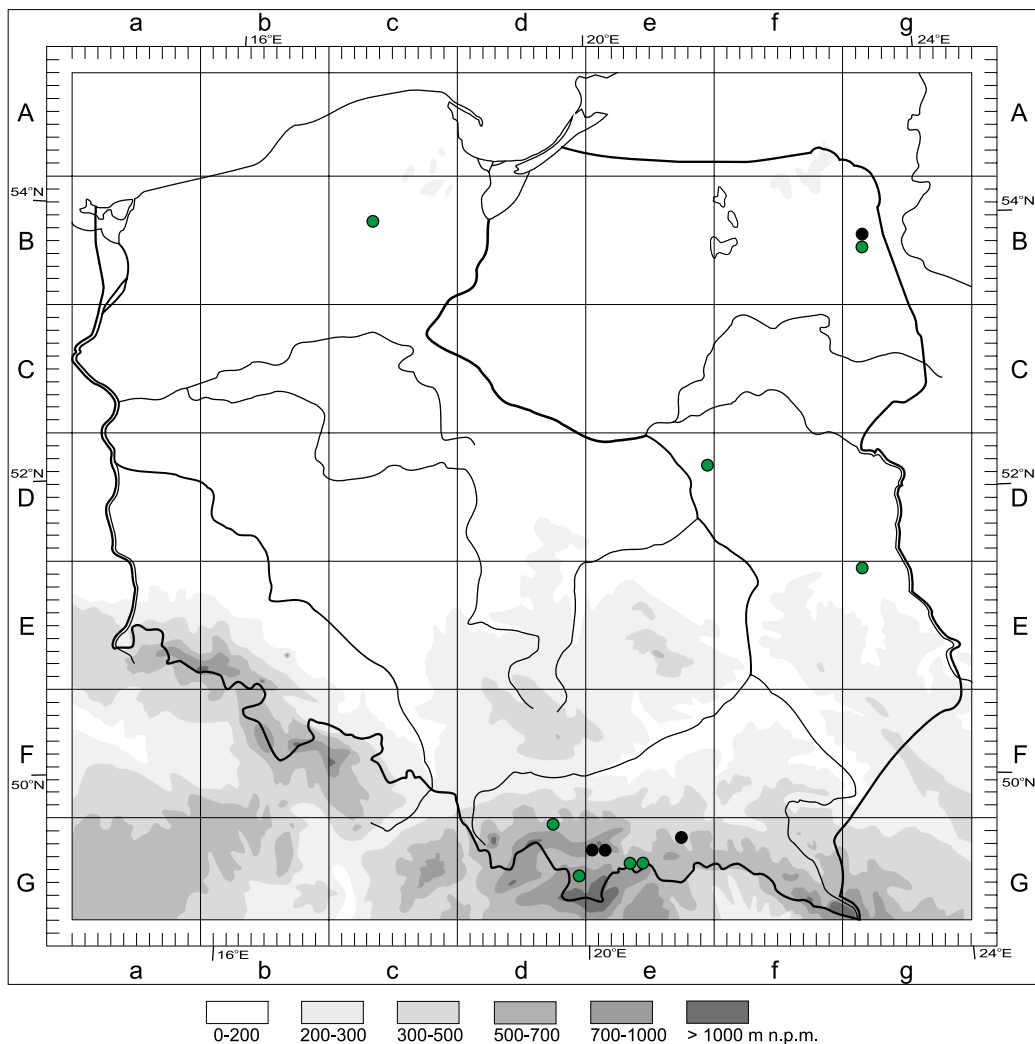 a b c d e f g
16°E 20°E 24°E
A A
54°N 54°N
B B
C C
52°N 52°N
D D
E E
F F
50°N 50°N
G G
16°E 20°E 24°E
a b c d e f g
0-200 200-300 300-500 500-700 700-1000 > 1000 m n.p.m.